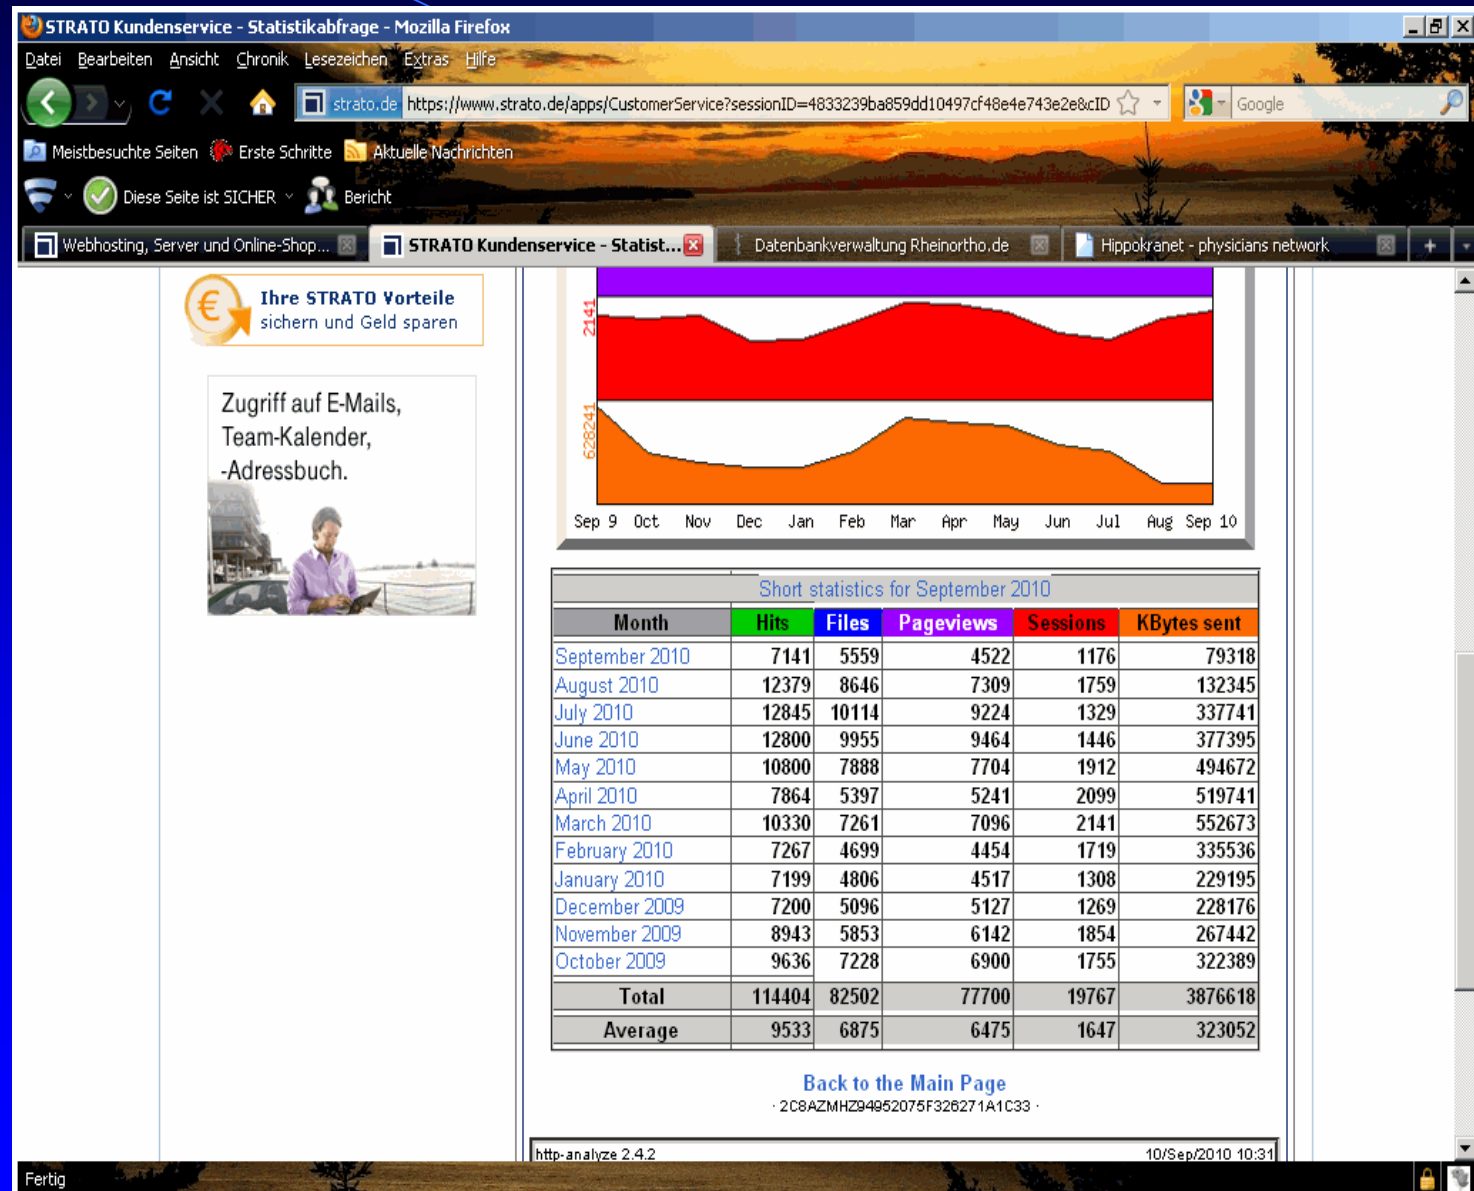 STRATO Kundenservice - Statistikabfrage - Mozilla Firefox
Datei Bearbeiten Ansicht Chronik Lesezeichen Extras Hilfe
strato.de https://www.strato.de/apps/CustomerService?sessionID=4833239ba859dd10497cf48e4e743e2e&cID Google
Meistbesuchte Seiten Erste Schritte Aktuelle Nachrichten
Diese Seite ist SICHER Bericht
Webhosting, Server und Online-Shop... STRATO Kundenservice - Statist... Datenbankverwaltung Rheinortho.de Hippokranet - physicians network
Ihre STRATO Vorteile
sichern und Geld sparen
Zugriff auf E-Mails,
Team-Kalender,
-Adressbuch.
2141
628241
Sep 9 Oct Nov Dec Jan Feb Mar Apr May Jun Jul Aug Sep 10
Short statistics for September 2010
Month Hits Files Pageviews Sessions KBytes sent
September 2010 7141 5559 4522 1176 79318
August 2010 12379 8646 7309 1759 132345
July 2010 12845 10114 9224 1329 337741
June 2010 12800 9955 9464 1446 377395
May 2010 10800 7888 7704 1912 494672
April 2010 7864 5397 5241 2099 519741
March 2010 10330 7261 7096 2141 552673
February 2010 7267 4699 4454 1719 335536
January 2010 7199 4806 4517 1308 229195
December 2009 7200 5096 5127 1269 228176
November 2009 8943 5853 6142 1854 267442
October 2009 9636 7228 6900 1755 322389
Total 114404 82502 77700 19767 3876618
Average 9533 6875 6475 1647 323052
Back to the Main Page
· 2C8AZMHZ94952075F326271A1C33 ·
http-analyze 2.4.2 10/Sep/2010 10:31
Fertig